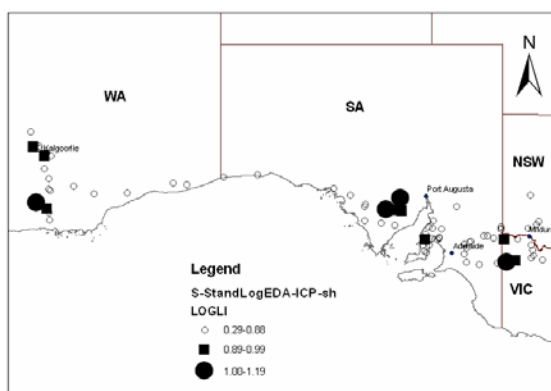 N
WA
SA
Kalgoorlie
NSW
Port Augusta
Mildura
Adelaide
VIC
Legend
S-StandLogEDA-ICP-sh
LOGLI
0.29-0.88
0.89-0.99
1.00-1.19